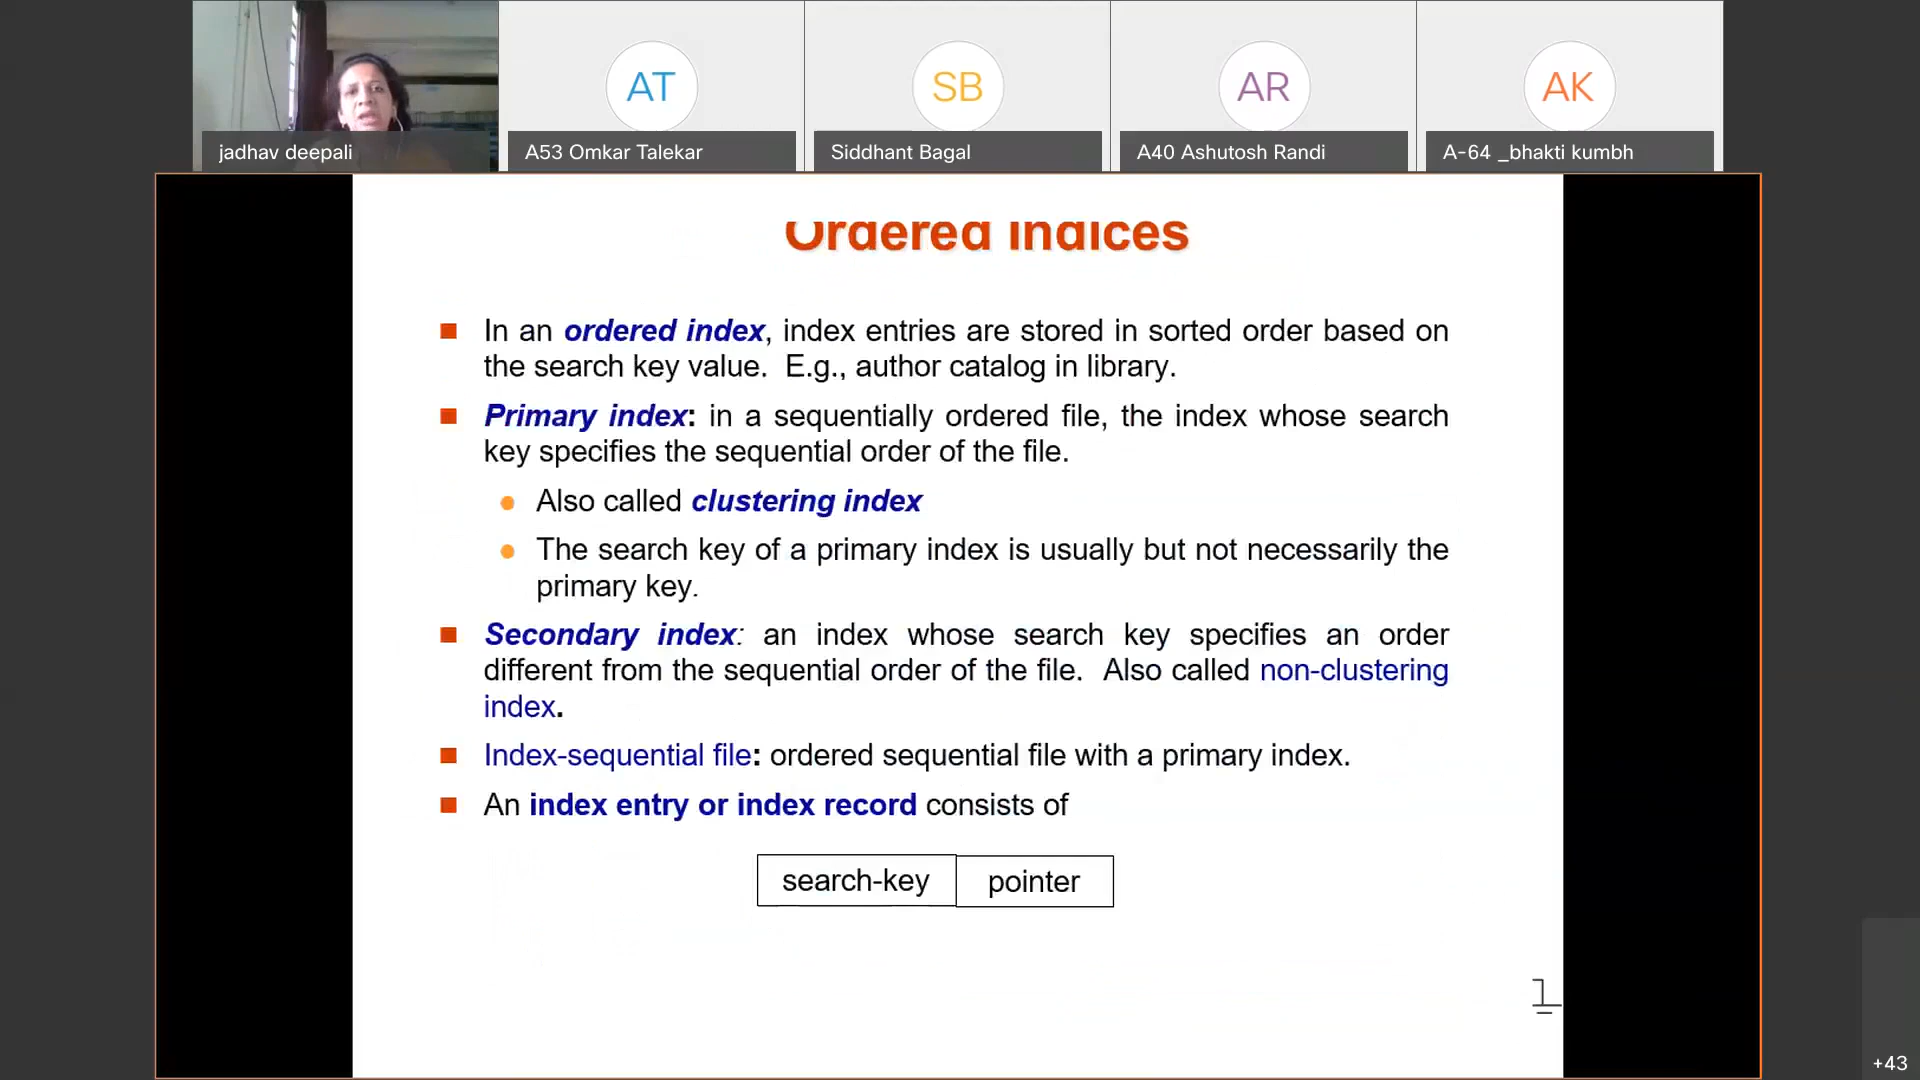 AT
SB
AR
AK
jadhav deepali
A53 Omkar Talekar
Siddhant Bagal
A40 Ashutosh Randi
A-64 _bhakti kumbh
Ordered Indices
In an ordered index, index entries are stored in sorted order based on
the search key value. E.g., author catalog in library.
Primary index: in a sequentially ordered file, the index whose search
key specifies the sequential order of the file.
Also called clustering index
The search key of a primary index is usually but not necessarily the
primary key.
Secondary index: an index whose search key specifies an order
different from the sequential order of the file. Also called non-clustering
index.
Index-sequential file: ordered sequential file with a primary index.
An index entry or index record consists of
search-key pointer
1
+43